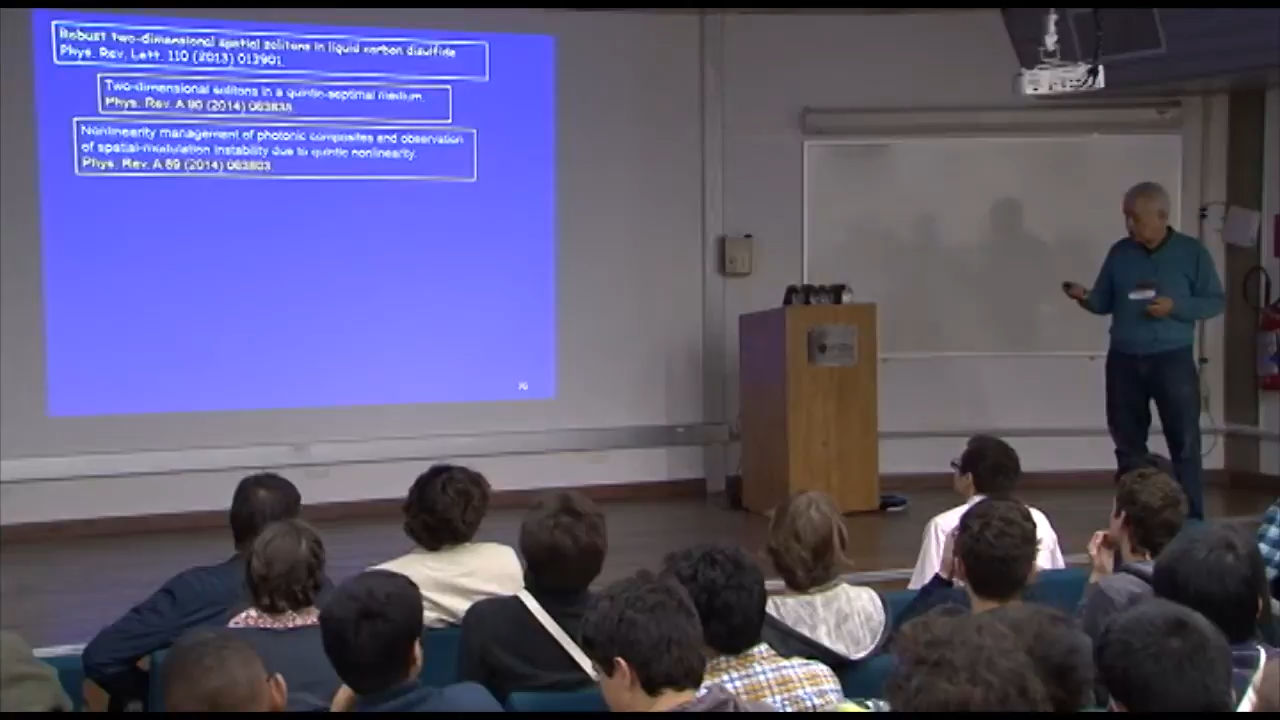 Robust two-dimensional spatial solitons in liquid carbon disulfide
Phys. Rev. Lett. 110 (2013) 013901
Two-dimensional solitons in a quintic-septimal medium
Phys. Rev. A 90 (2014) 063835
Nonlinearity management of photonic composites and observation
of spatial-modulation instability due to quintic nonlinearity.
Phys. Rev. A 89 (2014) 063803